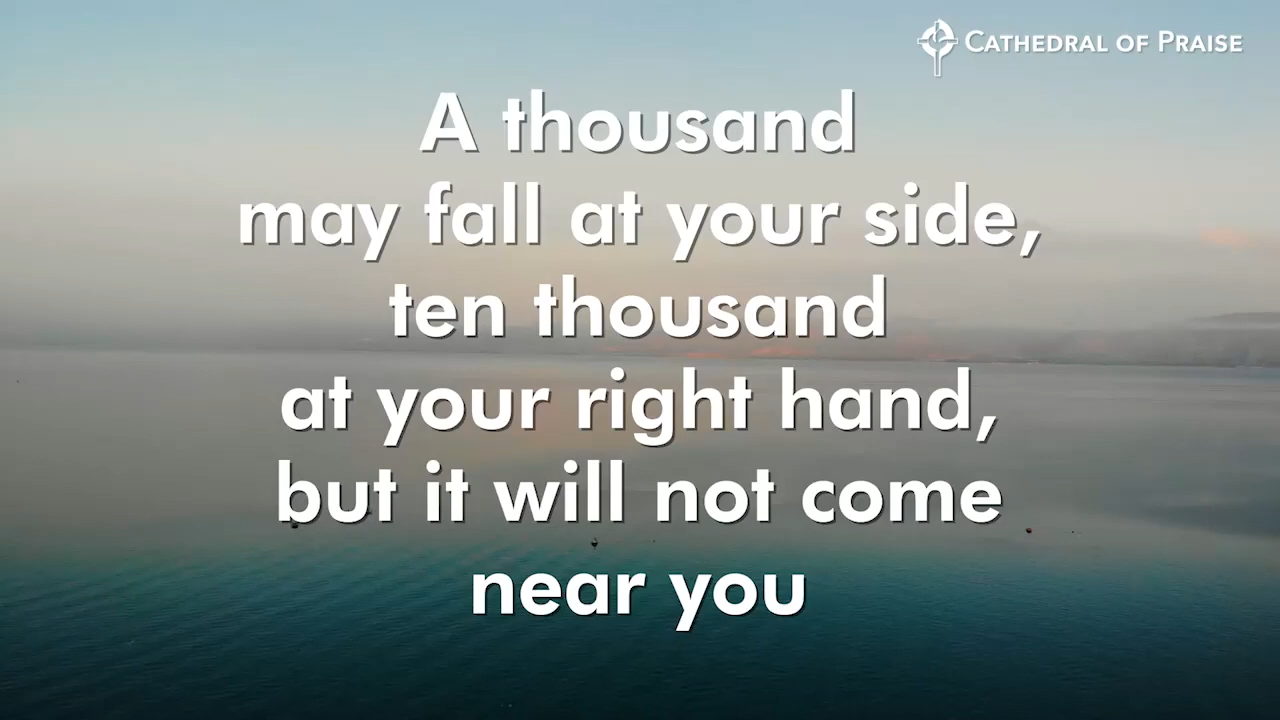 CATHEDRAL OF PRAISE
A thousand
may fall at your side,
ten thousand
at your right hand,
but it will not come
near you